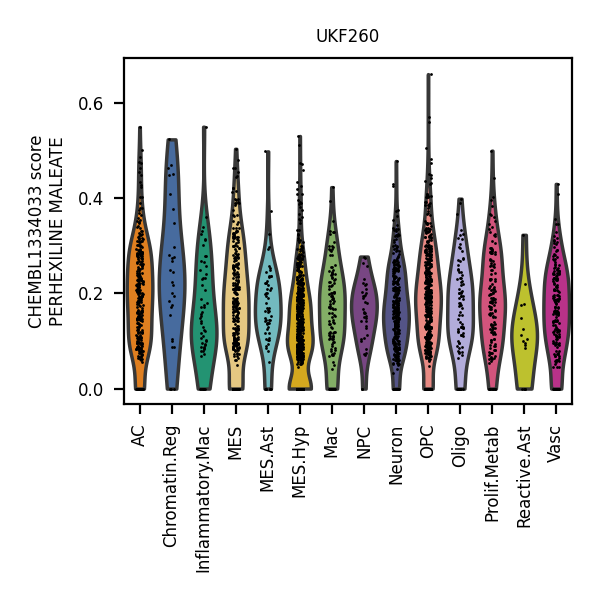 UKF260
CHEMBL1334033 score
PERHEXILINE MALEATE
0.6
0.4
0.2
0.0
AC
Chromatin.Reg
Inflammatory.Mac
MES
MES.Ast
MES.Hyp
Mac
NPC
Neuron
OPC
Oligo
Prolif.Metab
Reactive.Ast
Vasc